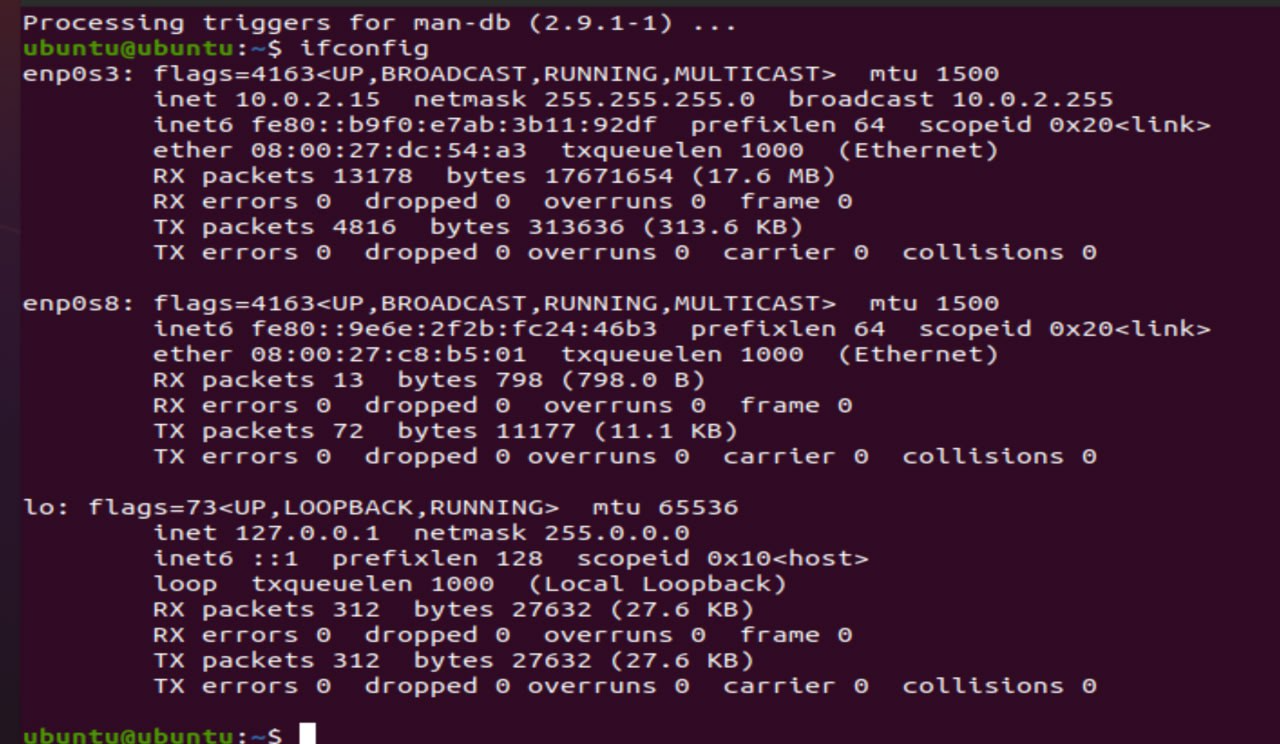 Processing triggers for man-db (2.9.1-1) ...
ubuntu@ubuntu:~$ ifconfig
enp0s3: flags=4163<UP,BROADCAST,RUNNING,MULTICAST>  mtu 1500
        inet 10.0.2.15  netmask 255.255.255.0  broadcast 10.0.2.255
        inet6 fe80::b9f0:e7ab:3b11:92df  prefixlen 64  scopeid 0x20<link>
        ether 08:00:27:dc:54:a3  txqueuelen 1000  (Ethernet)
        RX packets 13178  bytes 17671654 (17.6 MB)
        RX errors 0  dropped 0  overruns 0  frame 0
        TX packets 4816  bytes 313636 (313.6 KB)
        TX errors 0  dropped 0 overruns 0  carrier 0  collisions 0

enp0s8: flags=4163<UP,BROADCAST,RUNNING,MULTICAST>  mtu 1500
        inet6 fe80::9e6e:2f2b:fc24:46b3  prefixlen 64  scopeid 0x20<link>
        ether 08:00:27:c8:b5:01  txqueuelen 1000  (Ethernet)
        RX packets 13  bytes 798 (798.0 B)
        RX errors 0  dropped 0  overruns 0  frame 0
        TX packets 72  bytes 11177 (11.1 KB)
        TX errors 0  dropped 0 overruns 0  carrier 0  collisions 0

lo: flags=73<UP,LOOPBACK,RUNNING>  mtu 65536
        inet 127.0.0.1  netmask 255.0.0.0
        inet6 ::1  prefixlen 128  scopeid 0x10<host>
        loop  txqueuelen 1000  (Local Loopback)
        RX packets 312  bytes 27632 (27.6 KB)
        RX errors 0  dropped 0  overruns 0  frame 0
        TX packets 312  bytes 27632 (27.6 KB)
        TX errors 0  dropped 0 overruns 0  carrier 0  collisions 0

ubuntu@ubuntu:~$